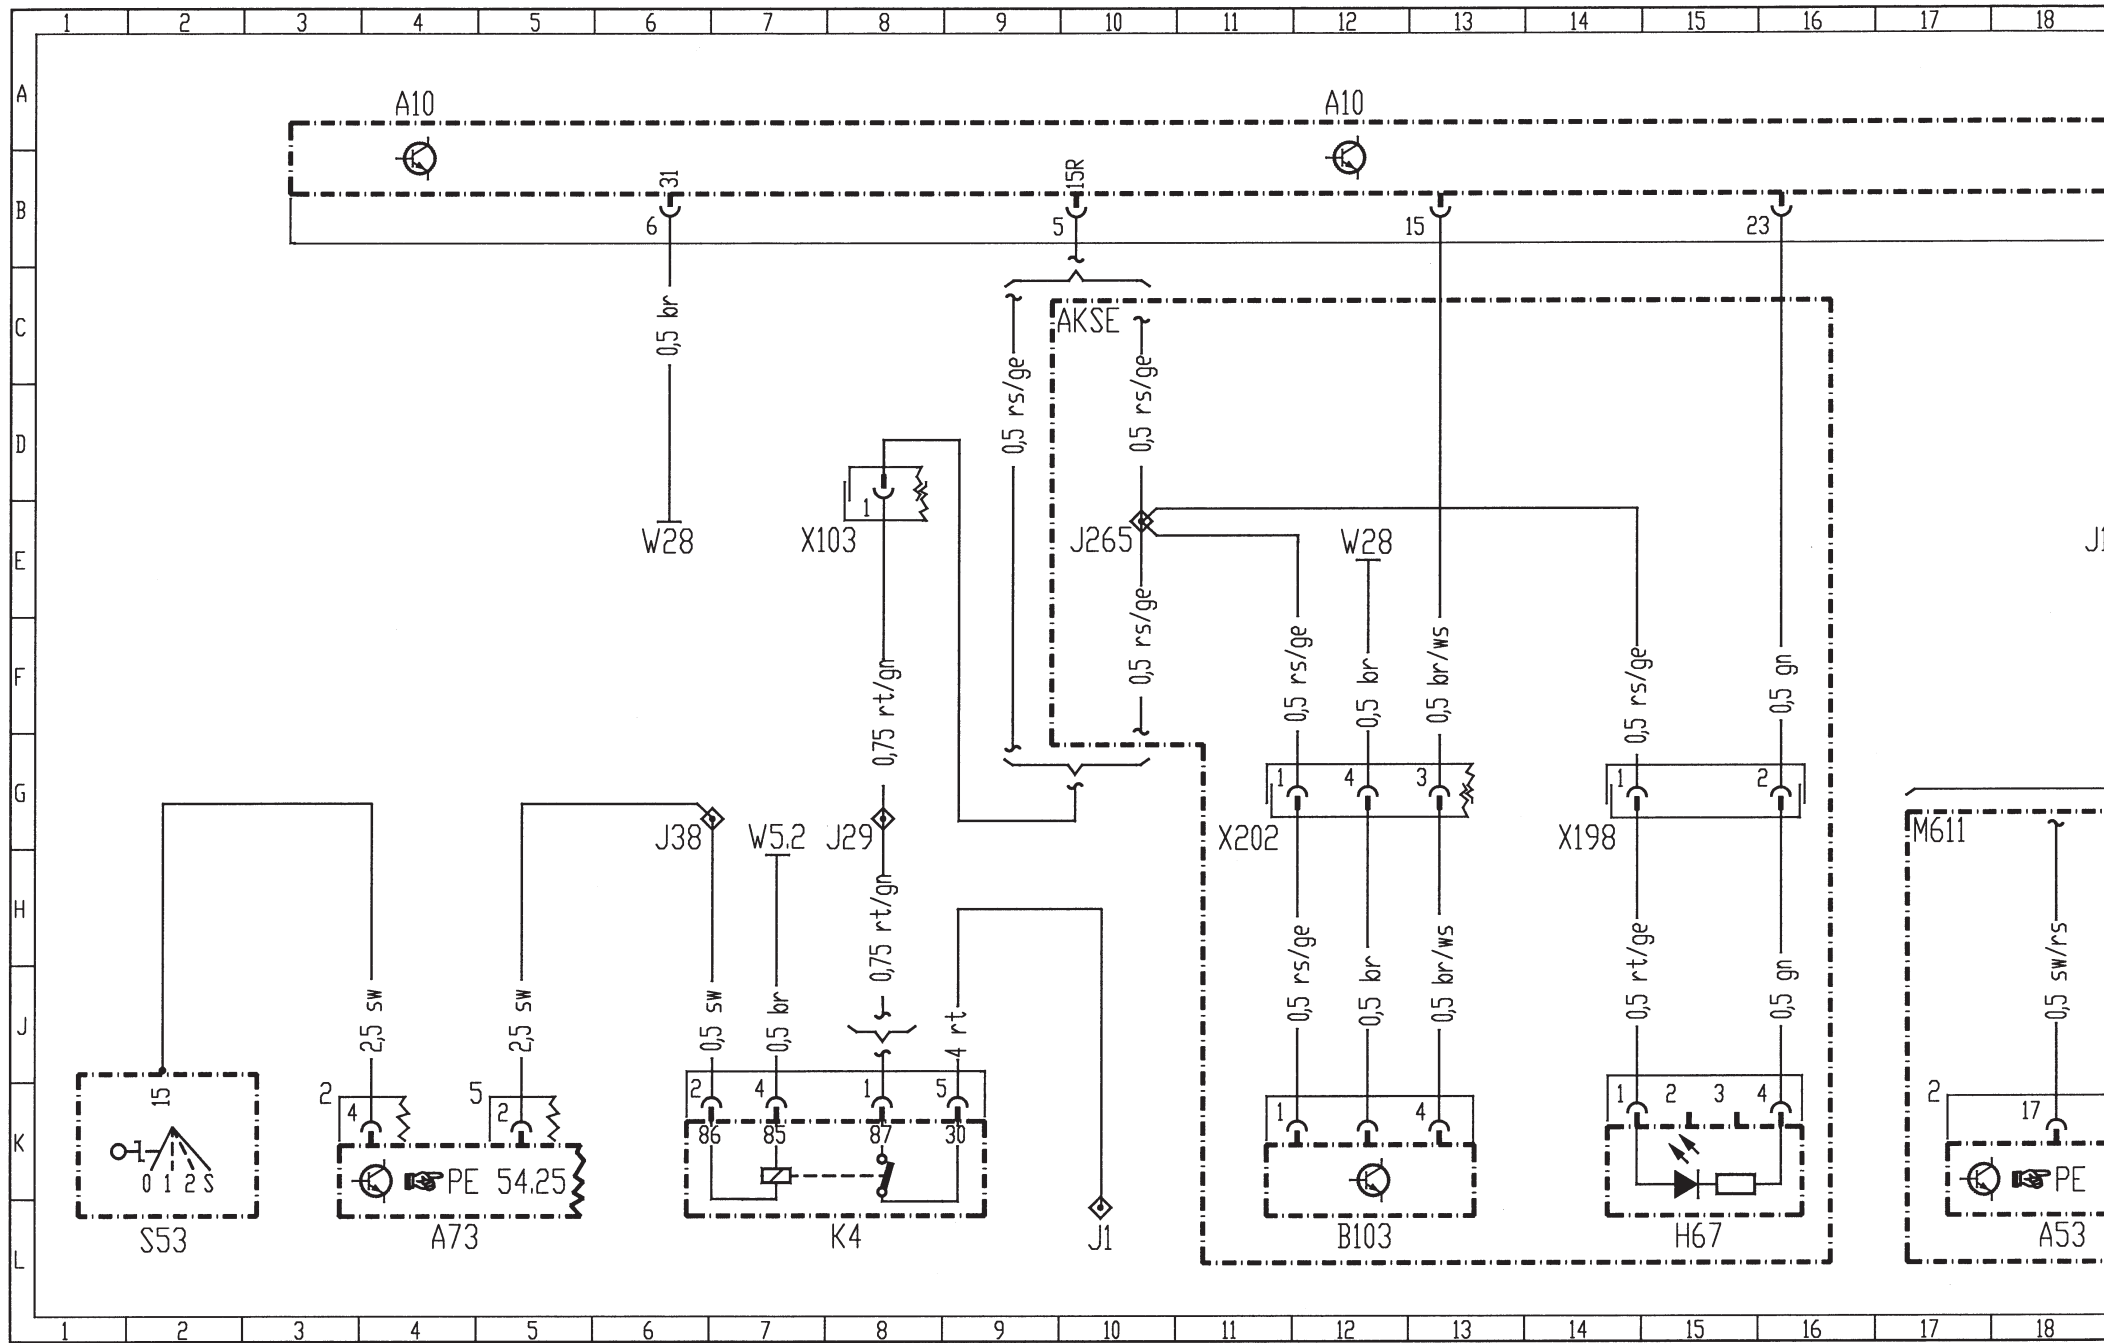 1 2 3 4 5 6 7 8 9 10 11 12 13 14 15 16 17 18
A
B
C
D
E
F
G
H
J
K
L
A10
A10
31
15R
6
5
15
23
0,5 br
AKSE
0,5 rs/ge
0,5 rs/ge
1
W28
X103
J265
W28
J1
0,75 rt/gn
0,5 rs/ge
0,5 rs/ge
0,5 br
0,5 br/ws
0,5 rs/ge
0,5 gn
1
4
3
1
2
J38
W5.2
J29
X202
X198
M611
2,5 sw
2,5 sw
0,5 sw
0,5 br
0,75 rt/gn
4 rt
0,5 rs/ge
0,5 br
0,5 br/ws
0,5 rt/ge
0,5 gn
0,5 sw/rs
15
2
4
5
2
2
4
1
5
1
4
1
2
3
4
2
17
86
85
87
30
0 1 2 S
PE 54.25
PE
S53
A73
K4
J1
B103
H67
A53
1 2 3 4 5 6 7 8 9 10 11 12 13 14 15 16 17 18